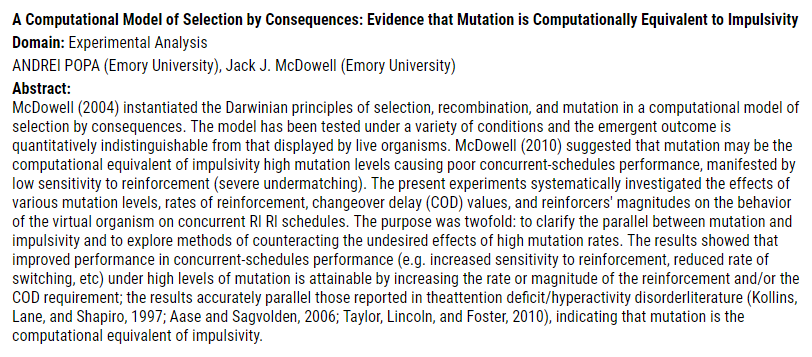 A Computational Model of Selection by Consequences: Evidence that Mutation is Computationally Equivalent to Impulsivity
Domain: Experimental Analysis
ANDREI POPA (Emory University), Jack J. McDowell (Emory University)
Abstract:
McDowell (2004) instantiated the Darwinian principles of selection, recombination, and mutation in a computational model of
selection by consequences. The model has been tested under a variety of conditions and the emergent outcome is
quantitatively indistinguishable from that displayed by live organisms. McDowell (2010) suggested that mutation may be the
computational equivalent of impulsivity high mutation levels causing poor concurrent-schedules performance, manifested by
low sensitivity to reinforcement (severe undermatching). The present experiments systematically investigated the effects of
various mutation levels, rates of reinforcement, changeover delay (COD) values, and reinforcers' magnitudes on the behavior
of the virtual organism on concurrent RI RI schedules. The purpose was twofold: to clarify the parallel between mutation and
impulsivity and to explore methods of counteracting the undesired effects of high mutation rates. The results showed that
improved performance in concurrent-schedules performance (e.g. increased sensitivity to reinforcement, reduced rate of
switching, etc) under high levels of mutation is attainable by increasing the rate or magnitude of the reinforcement and/or the
COD requirement; the results accurately parallel those reported in theattention deficit/hyperactivity disorderliterature (Kollins,
Lane, and Shapiro, 1997; Aase and Sagvolden, 2006; Taylor, Lincoln, and Foster, 2010), indicating that mutation is the
computational equivalent of impulsivity.